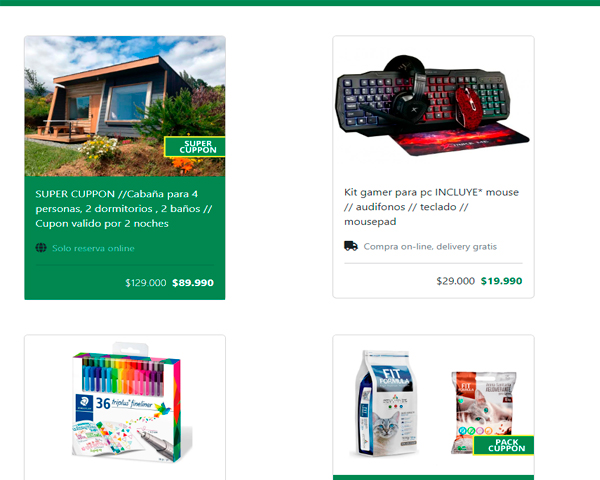 SUPER
CUPPON
SUPER CUPPON //Cabaña para 4
personas, 2 dormitorios , 2 baños //
Cupon valido por 2 noches
Solo reserva online
$129.000 $89.990
Kit gamer para pc INCLUYE* mouse
// audifonos // teclado //
mousepad
Compra on-line, delivery gratis
$29.000 $19.990
STAEDTLER
36 triplus fineliner
FIT
FORMULA
FIT
FORMULA
PACK
CUPPON